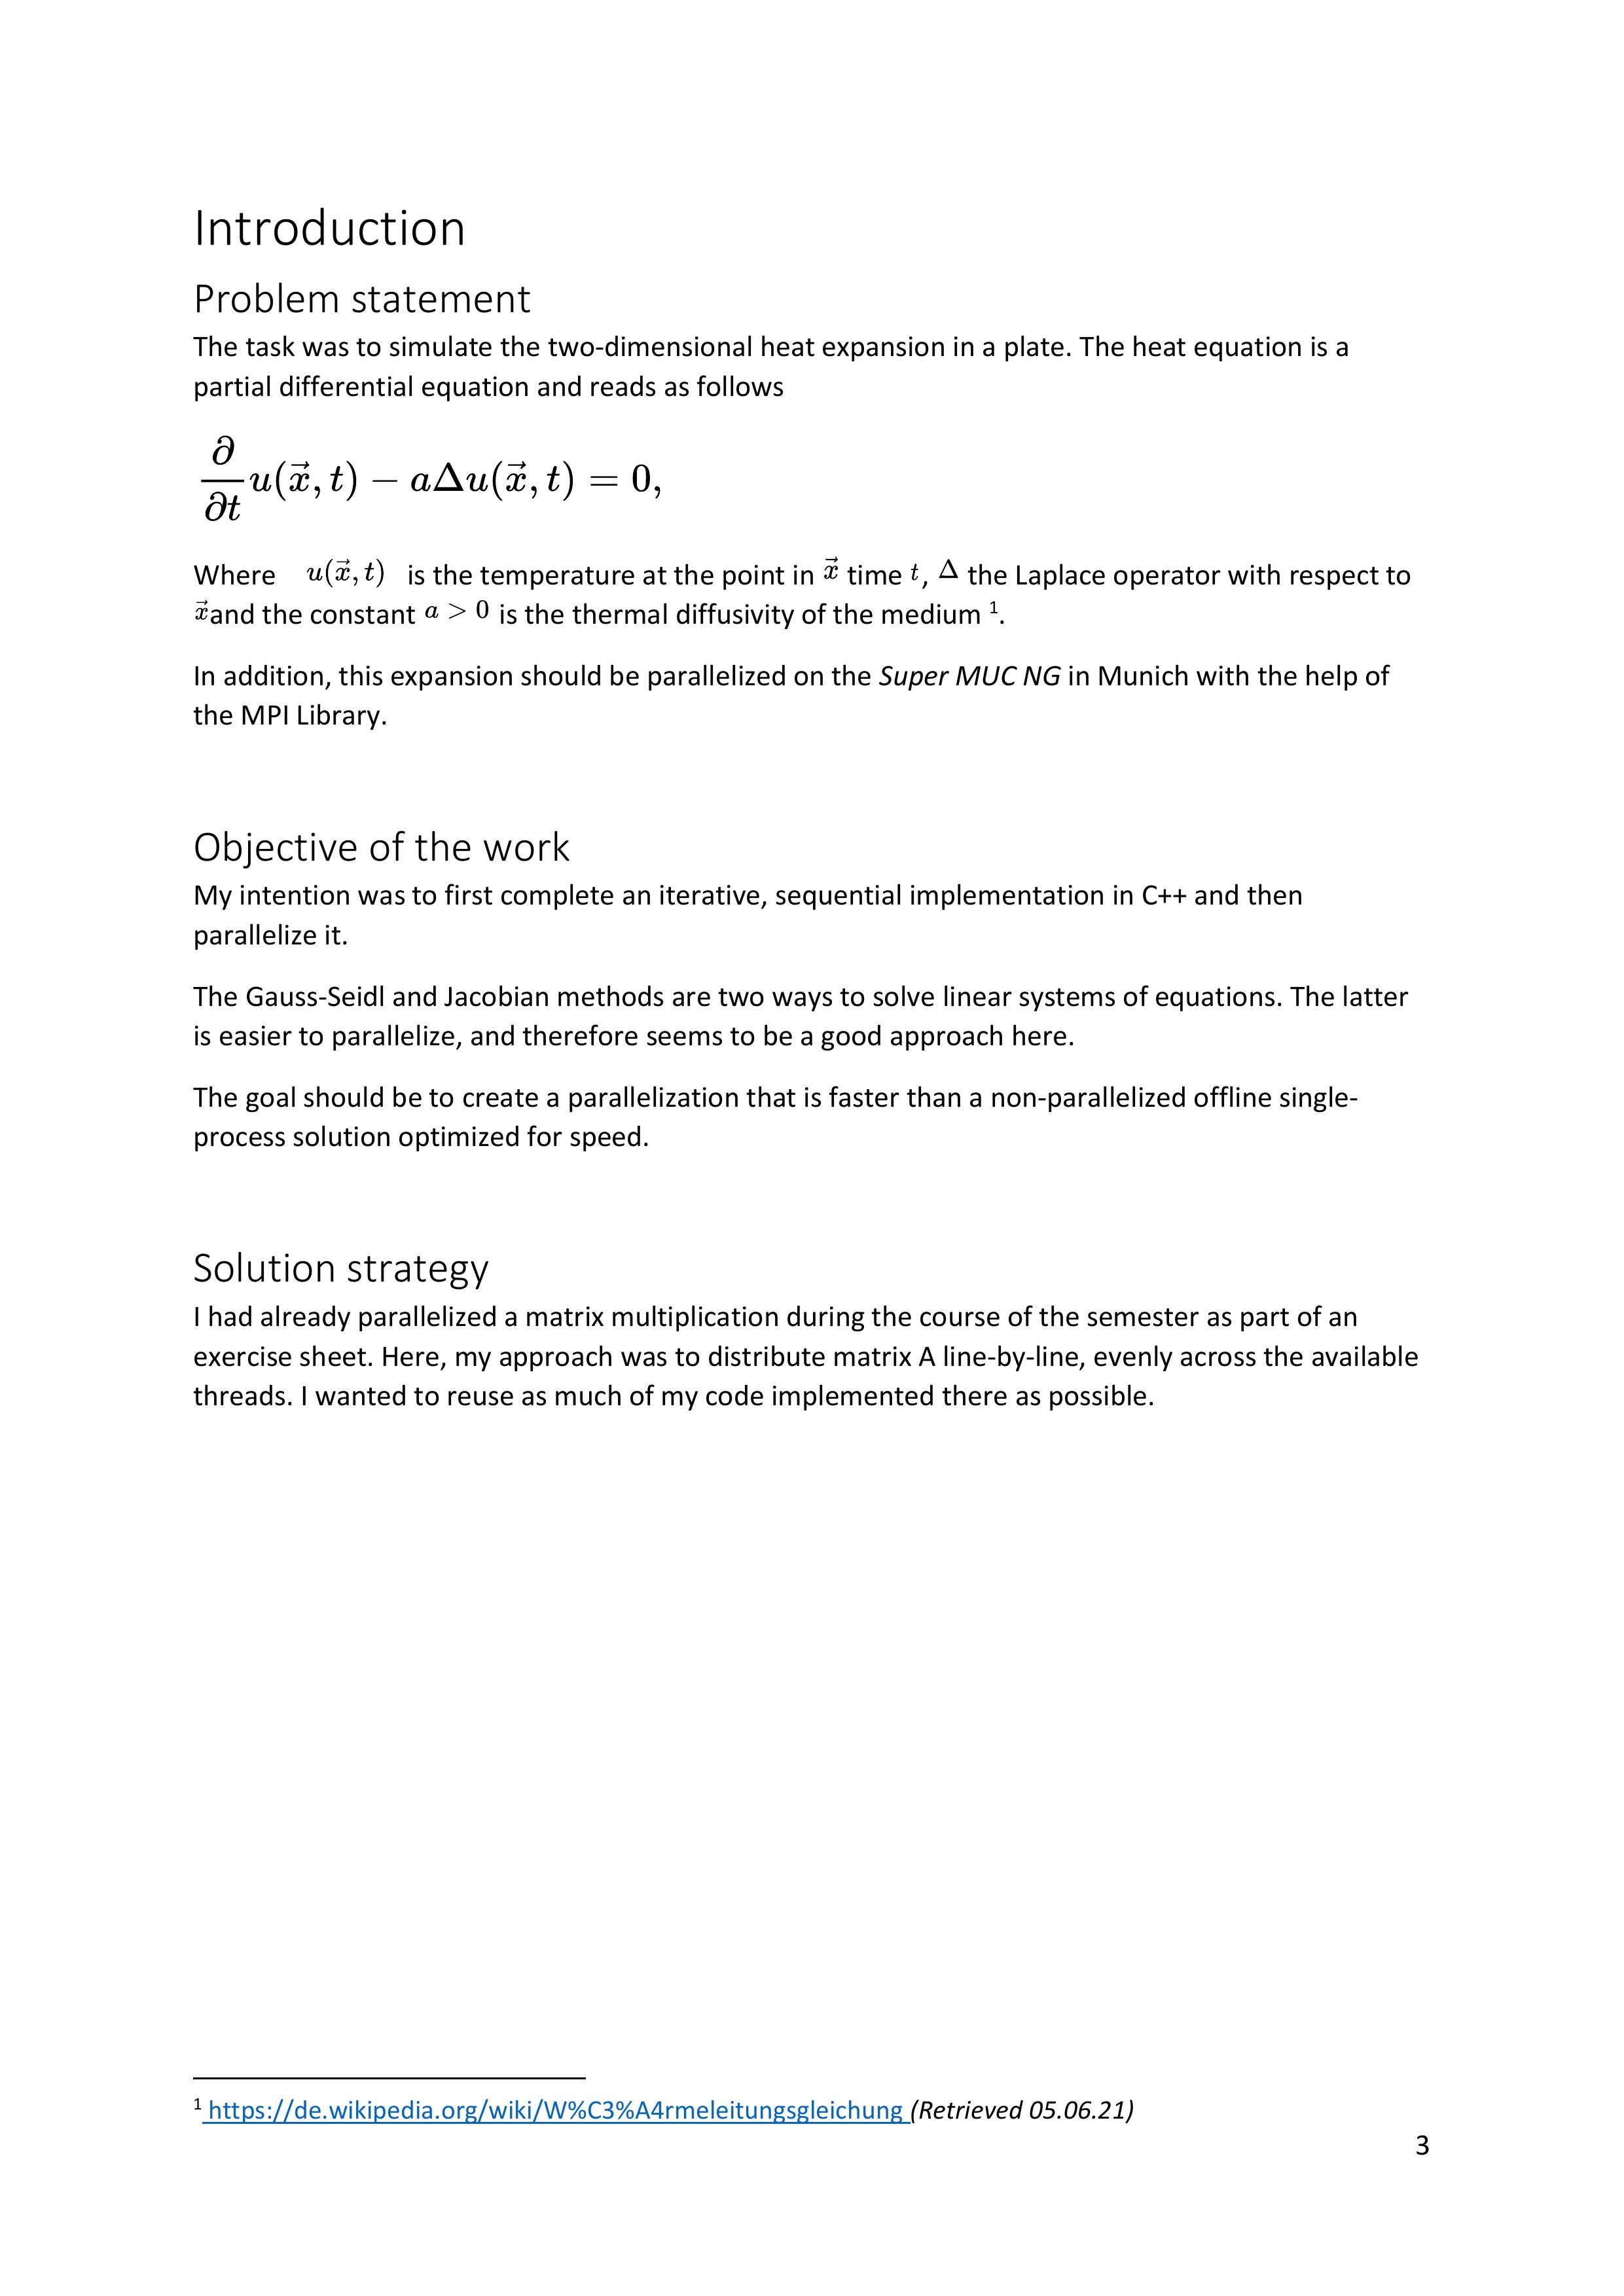 Introduction
Problem statement
The task was to simulate the two-dimensional heat expansion in a plate. The heat equation is a
partial differential equation and reads as follows
∂/∂t u(x⃗, t) − aΔu(x⃗, t) = 0,
Where u(x⃗, t) is the temperature at the point in x⃗ time t, Δ the Laplace operator with respect to
x⃗and the constant a > 0 is the thermal diffusivity of the medium ¹.
In addition, this expansion should be parallelized on the Super MUC NG in Munich with the help of
the MPI Library.
Objective of the work
My intention was to first complete an iterative, sequential implementation in C++ and then
parallelize it.
The Gauss-Seidl and Jacobian methods are two ways to solve linear systems of equations. The latter
is easier to parallelize, and therefore seems to be a good approach here.
The goal should be to create a parallelization that is faster than a non-parallelized offline single-
process solution optimized for speed.
Solution strategy
I had already parallelized a matrix multiplication during the course of the semester as part of an
exercise sheet. Here, my approach was to distribute matrix A line-by-line, evenly across the available
threads. I wanted to reuse as much of my code implemented there as possible.
¹ https://de.wikipedia.org/wiki/W%C3%A4rmeleitungsgleichung (Retrieved 05.06.21)
3